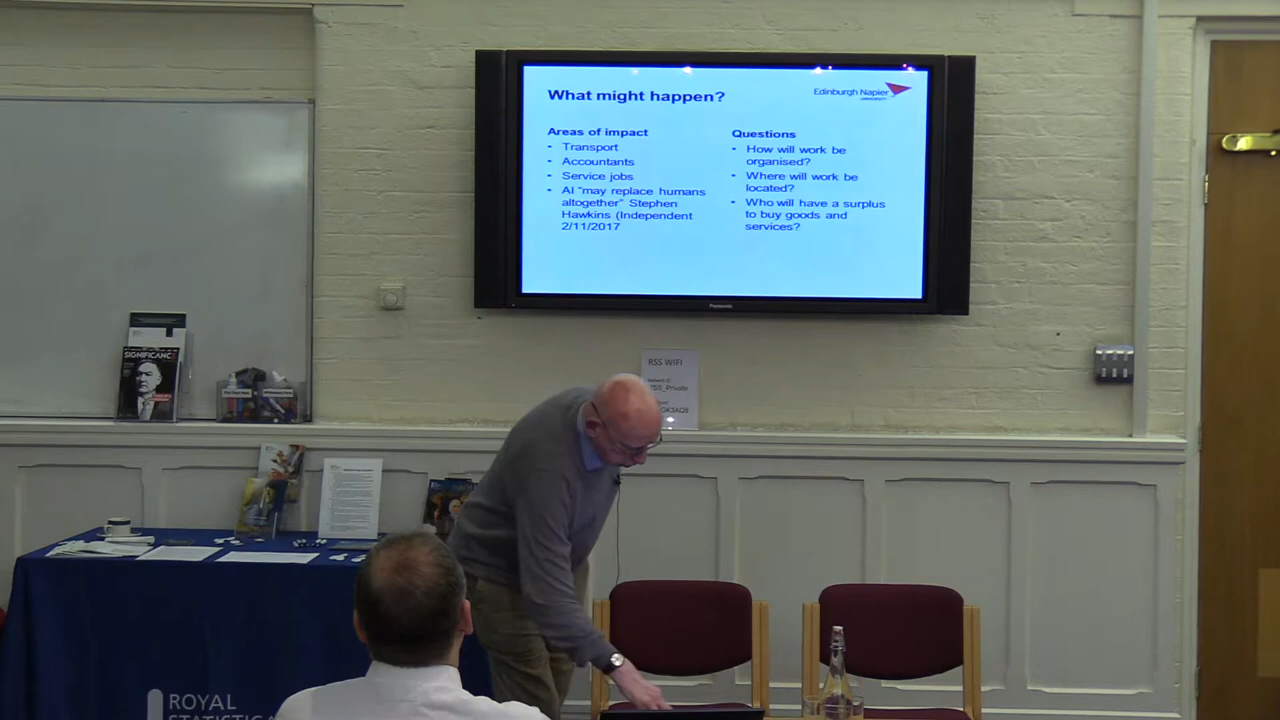 What might happen?
Edinburgh Napier
UNIVERSITY
Areas of impact
• Transport
• Accountants
• Service jobs
• AI “may replace humans
altogether” Stephen
Hawkins (Independent
2/11/2017
Questions
• How will work be
organised?
• Where will work be
located?
• Who will have a surplus
to buy goods and
services?
Panasonic
SIGNIFICANCE
RSS WIFI
ROYAL
STATISTICA